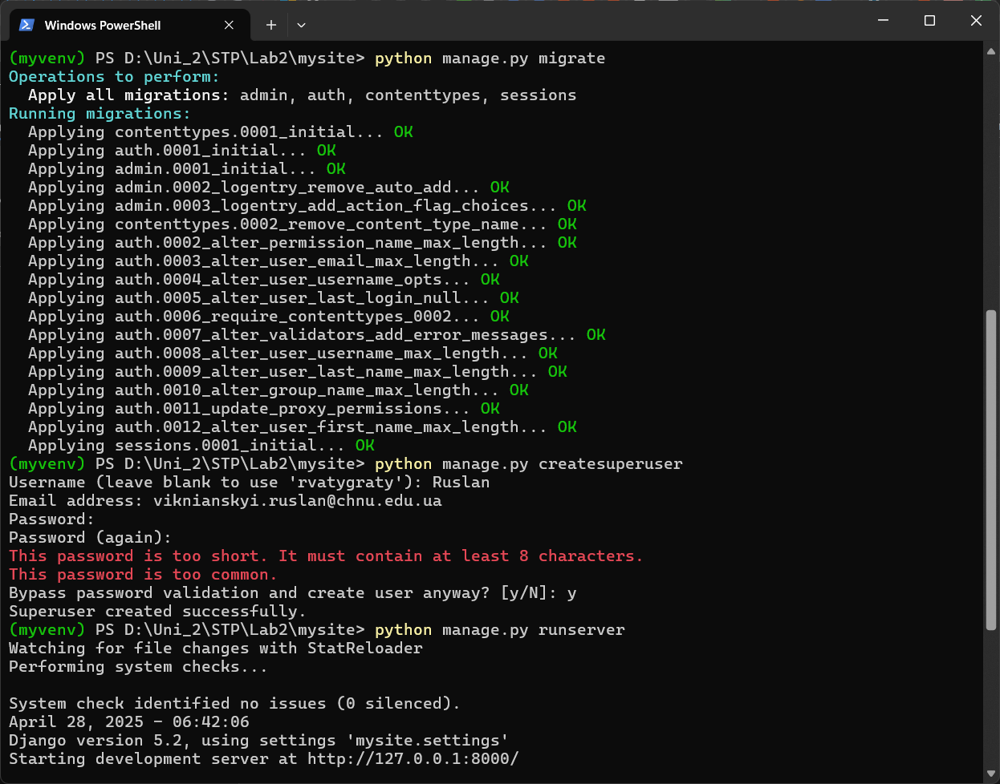 Windows PowerShell
(myvenv) PS D:\Uni_2\STP\Lab2\mysite> python manage.py migrate
Operations to perform:
  Apply all migrations: admin, auth, contenttypes, sessions
Running migrations:
  Applying contenttypes.0001_initial... OK
  Applying auth.0001_initial... OK
  Applying admin.0001_initial... OK
  Applying admin.0002_logentry_remove_auto_add... OK
  Applying admin.0003_logentry_add_action_flag_choices... OK
  Applying contenttypes.0002_remove_content_type_name... OK
  Applying auth.0002_alter_permission_name_max_length... OK
  Applying auth.0003_alter_user_email_max_length... OK
  Applying auth.0004_alter_user_username_opts... OK
  Applying auth.0005_alter_user_last_login_null... OK
  Applying auth.0006_require_contenttypes_0002... OK
  Applying auth.0007_alter_validators_add_error_messages... OK
  Applying auth.0008_alter_user_username_max_length... OK
  Applying auth.0009_alter_user_last_name_max_length... OK
  Applying auth.0010_alter_group_name_max_length... OK
  Applying auth.0011_update_proxy_permissions... OK
  Applying auth.0012_alter_user_first_name_max_length... OK
  Applying sessions.0001_initial... OK
(myvenv) PS D:\Uni_2\STP\Lab2\mysite> python manage.py createsuperuser
Username (leave blank to use 'rvatygraty'): Ruslan
Email address: viknianskyi.ruslan@chnu.edu.ua
Password:
Password (again):
This password is too short. It must contain at least 8 characters.
This password is too common.
Bypass password validation and create user anyway? [y/N]: y
Superuser created successfully.
(myvenv) PS D:\Uni_2\STP\Lab2\mysite> python manage.py runserver
Watching for file changes with StatReloader
Performing system checks...

System check identified no issues (0 silenced).
April 28, 2025 - 06:42:06
Django version 5.2, using settings 'mysite.settings'
Starting development server at http://127.0.0.1:8000/